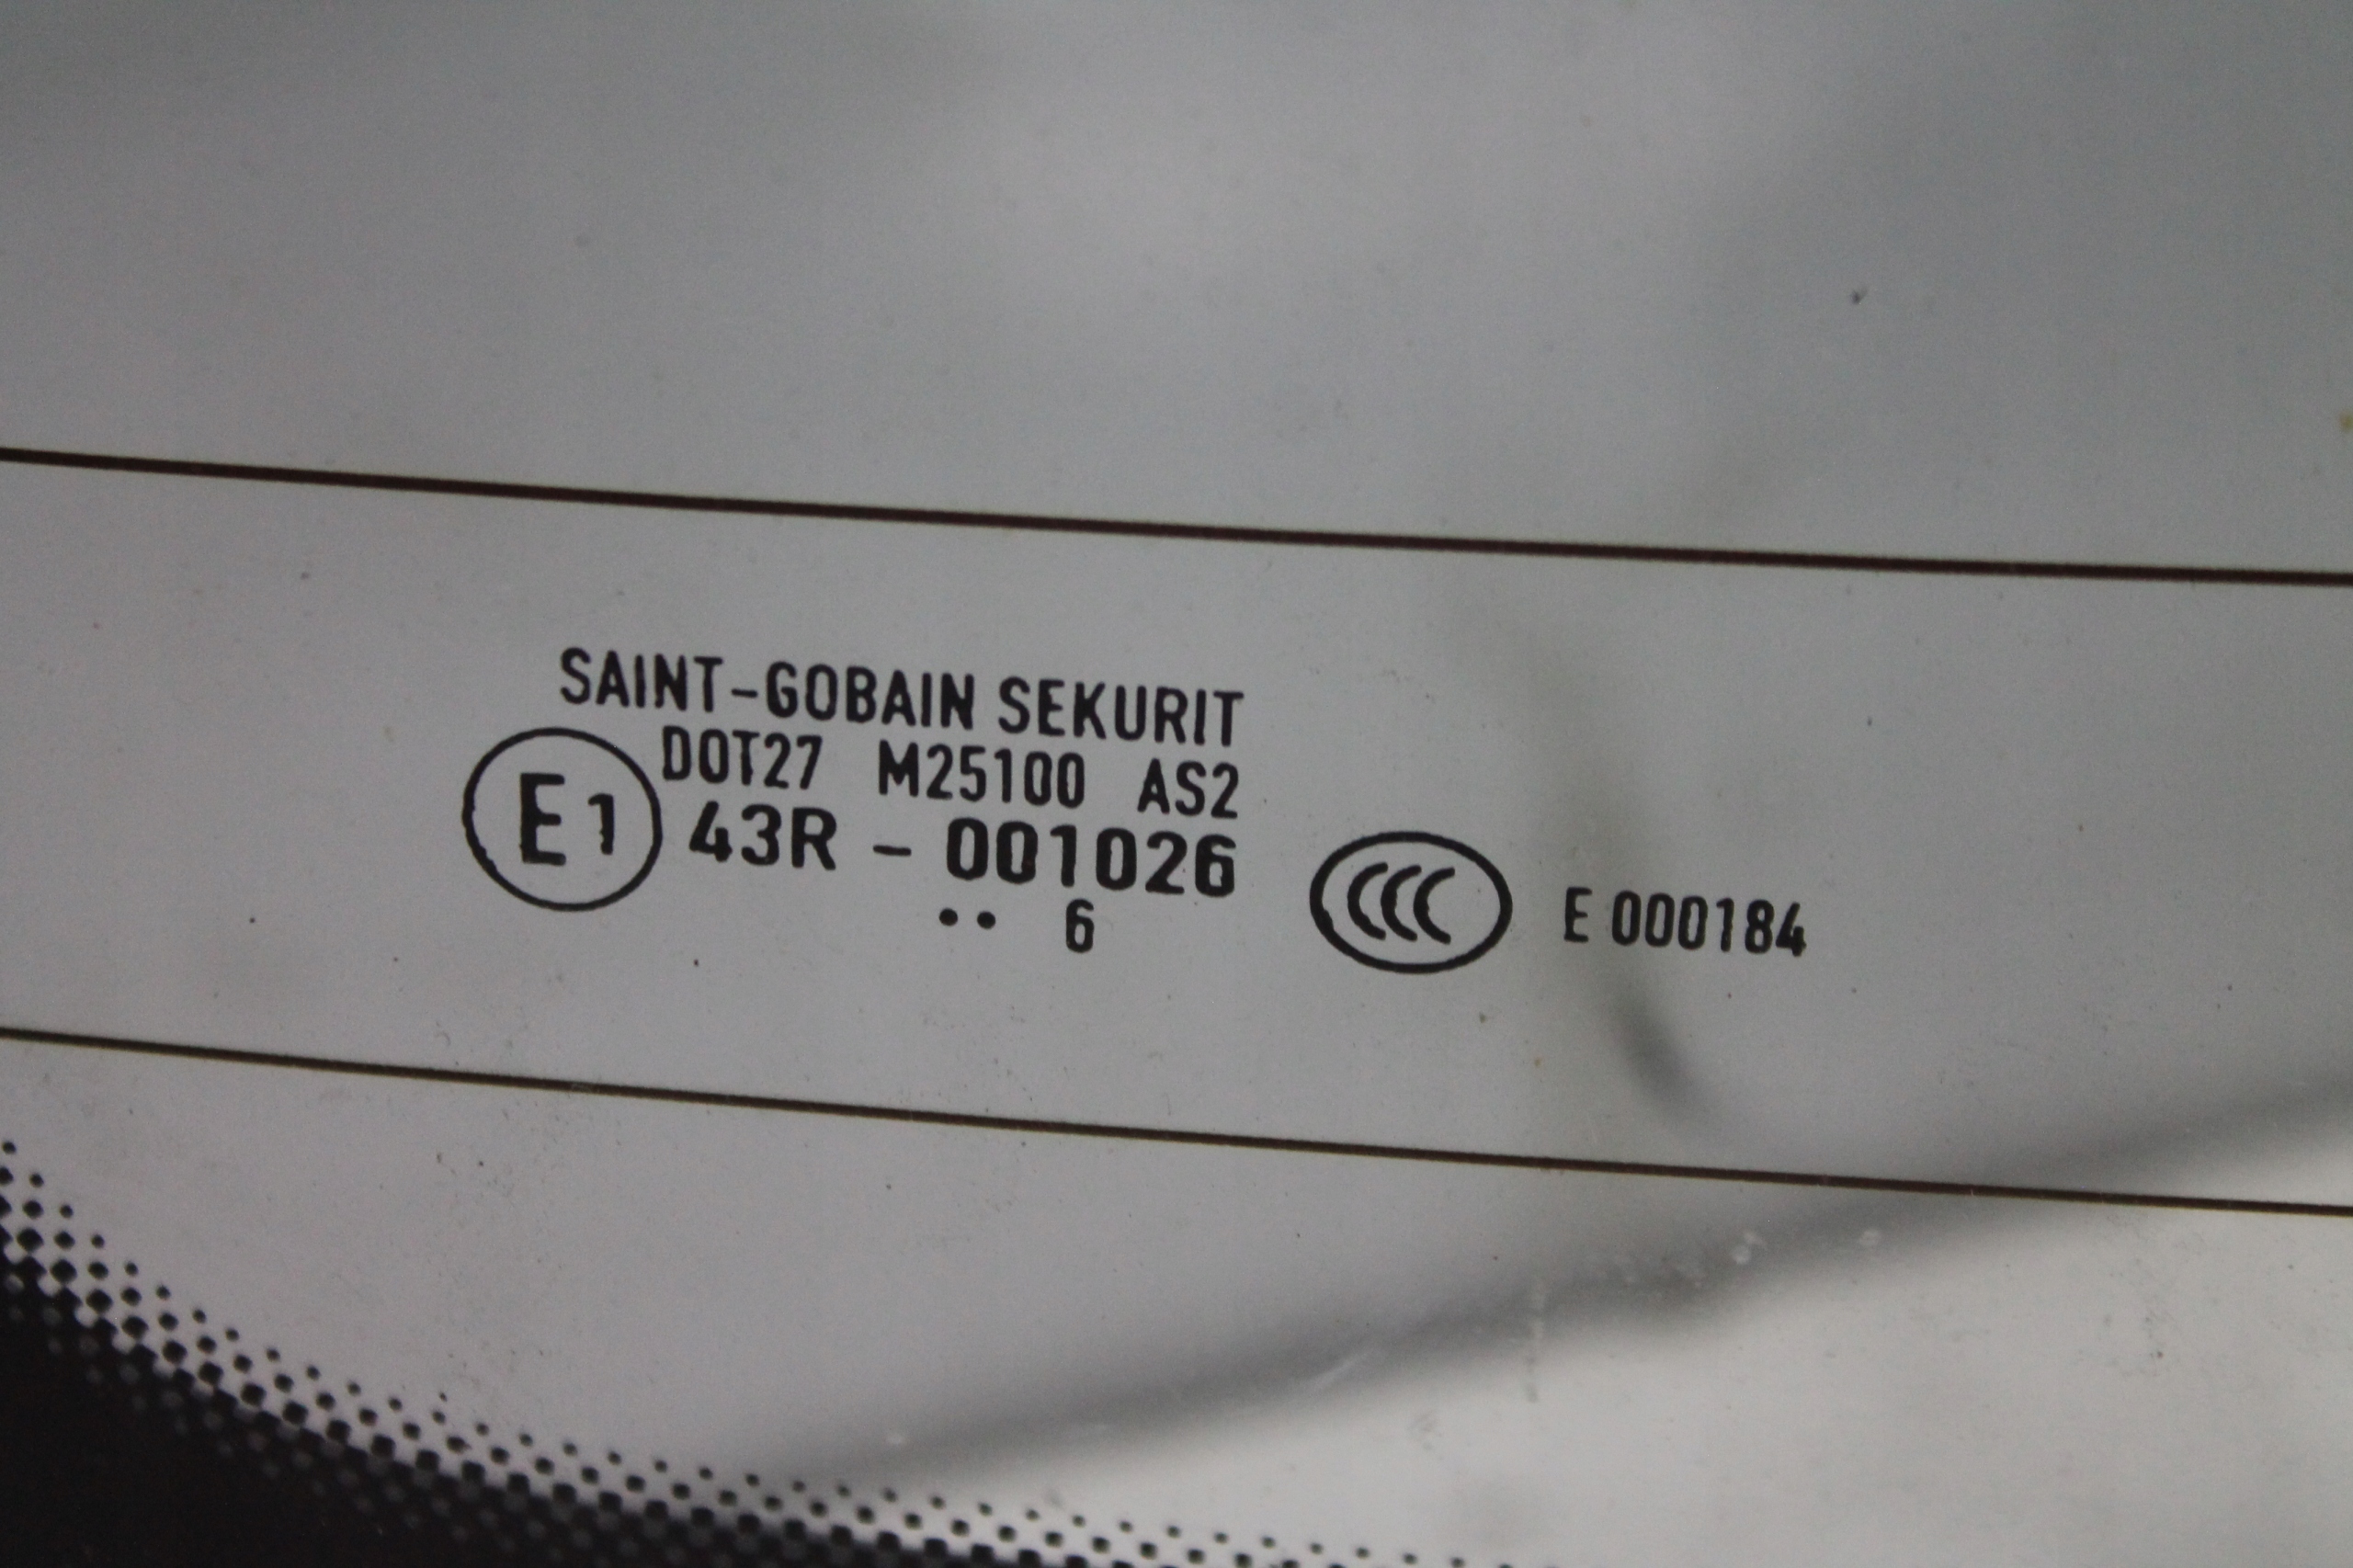 SAINT-GOBAIN SEKURIT
DOT27 M25100 AS2
E1 43R - 001026
•• 6
CCC E 000184